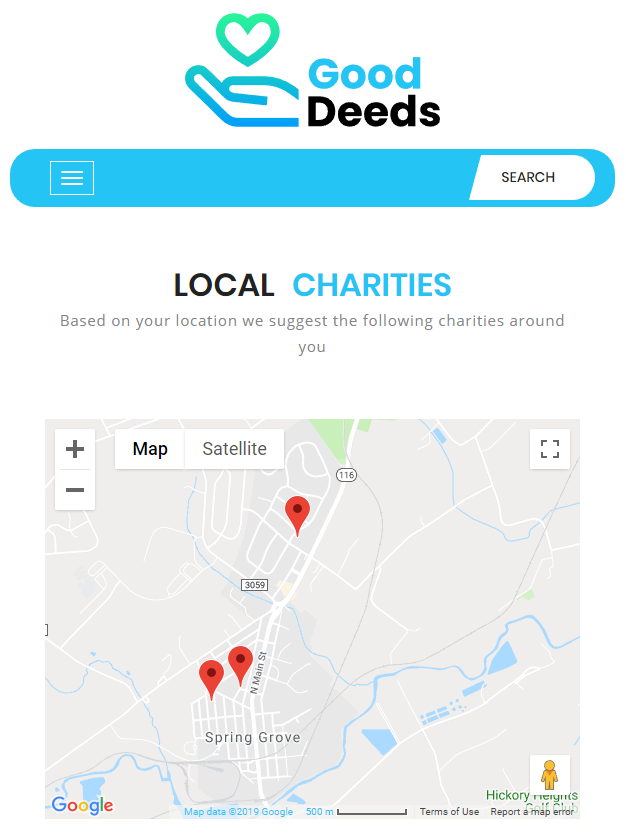 Good
Deeds
SEARCH
LOCAL CHARITIES
Based on your location we suggest the following charities around
you
Map Satellite
116
3059
N Main St
Spring Grove
Hickory Heights
Golf Club
Google
Map data ©2019 Google 500 m Terms of Use Report a map error